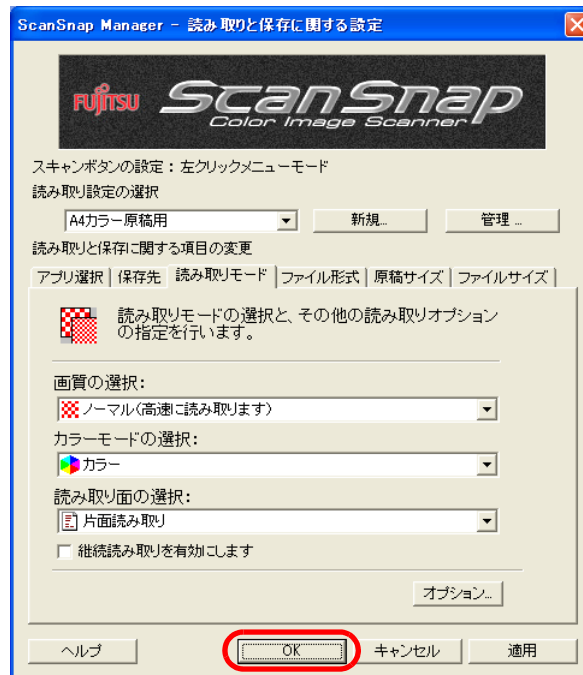 ScanSnap Manager - 読み取りと保存に関する設定
FUJITSU ScanSnap
Color Image Scanner
スキャンボタンの設定:左クリックメニューモード
読み取り設定の選択
A4カラー原稿用 新規... 管理 ...
読み取りと保存に関する項目の変更
アプリ選択 保存先 読み取りモード ファイル形式 原稿サイズ ファイルサイズ
読み取りモードの選択と、その他の読み取りオプション
の指定を行います。
画質の選択:
ノーマル(高速に読み取ります)
カラーモードの選択:
カラー
読み取り面の選択:
片面読み取り
継続読み取りを有効にします
オプション...
ヘルプ OK キャンセル 適用